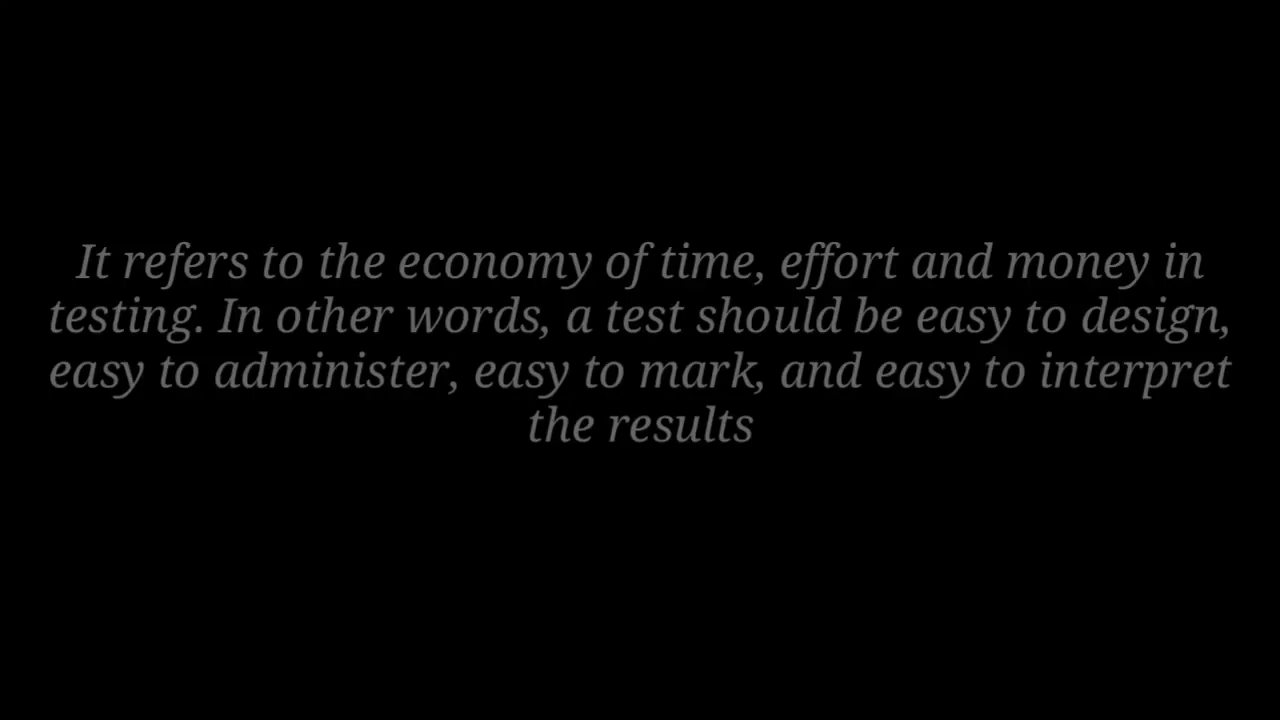 It refers to the economy of time, effort and money in
testing. In other words, a test should be easy to design,
easy to administer, easy to mark, and easy to interpret
the results